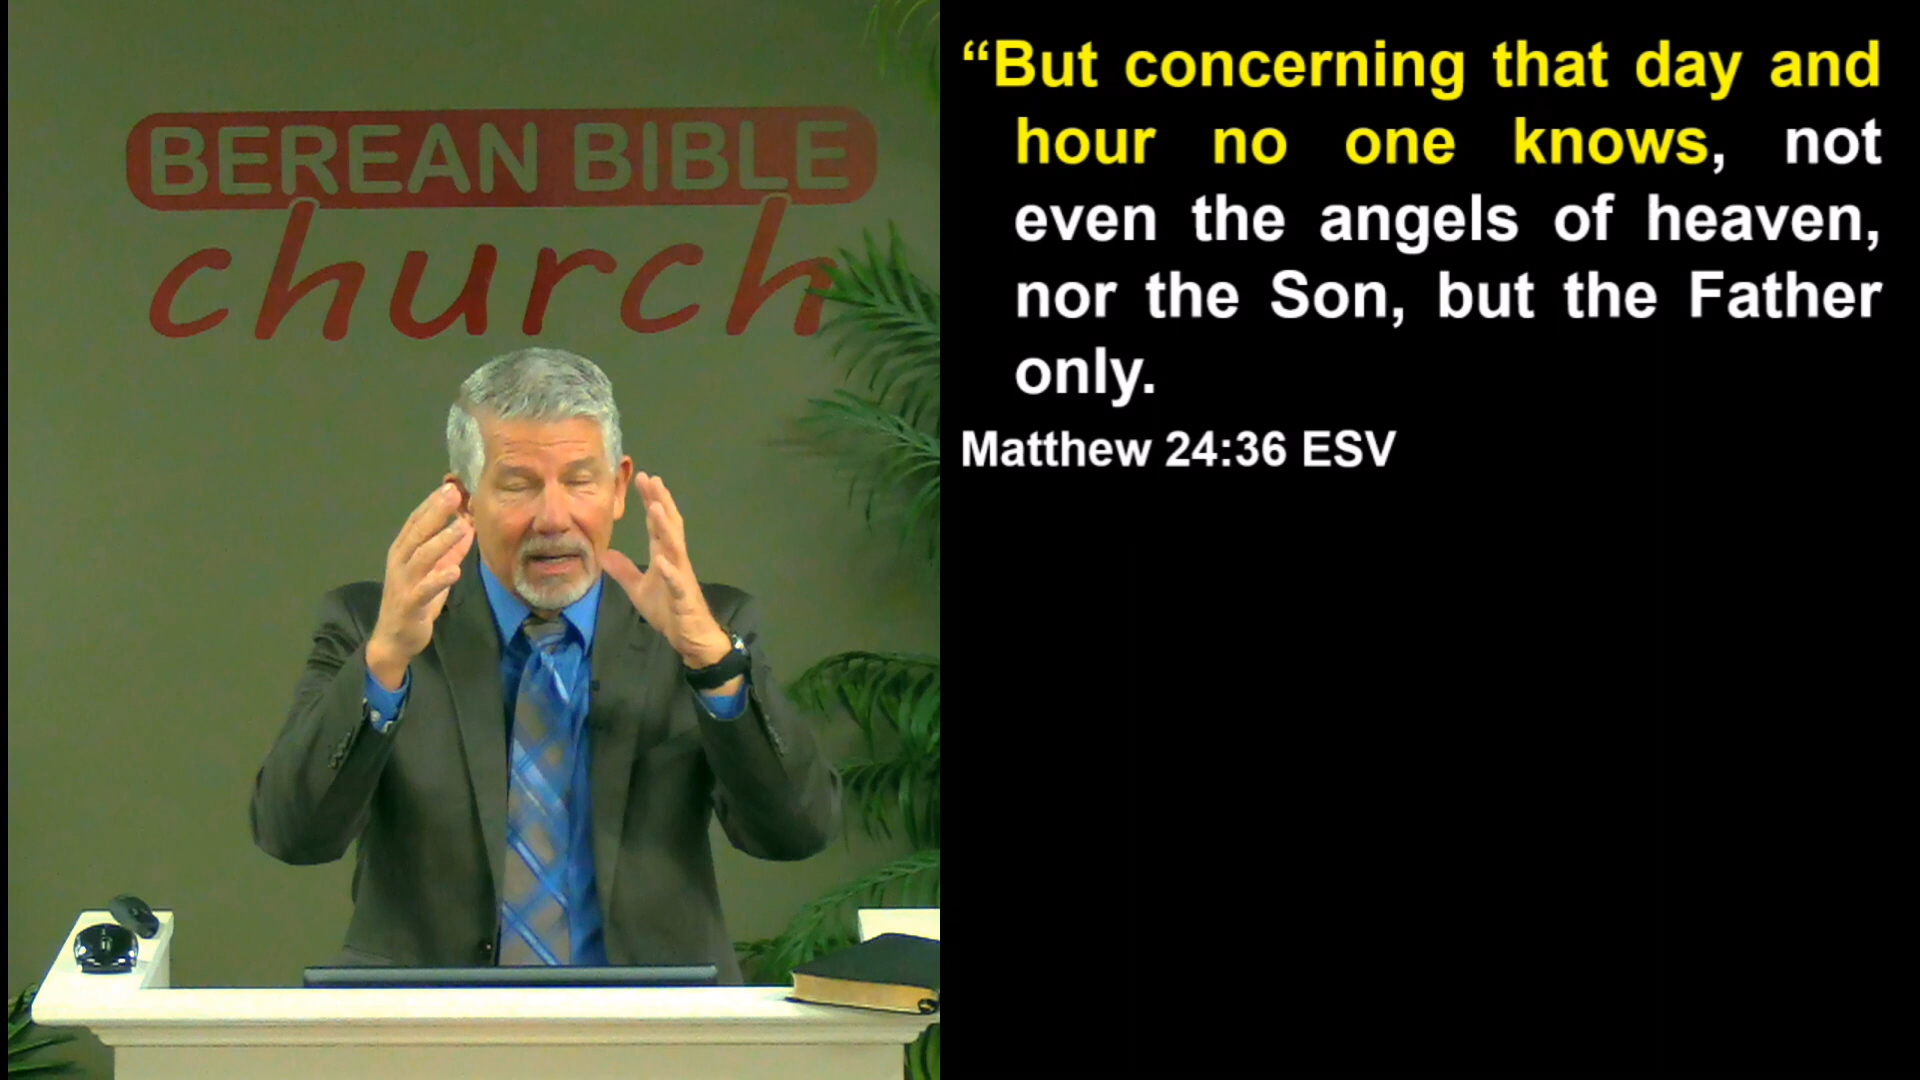 BEREAN BIBLE
church
“But concerning that day and
hour no one knows, not
even the angels of heaven,
nor the Son, but the Father
only.
Matthew 24:36 ESV